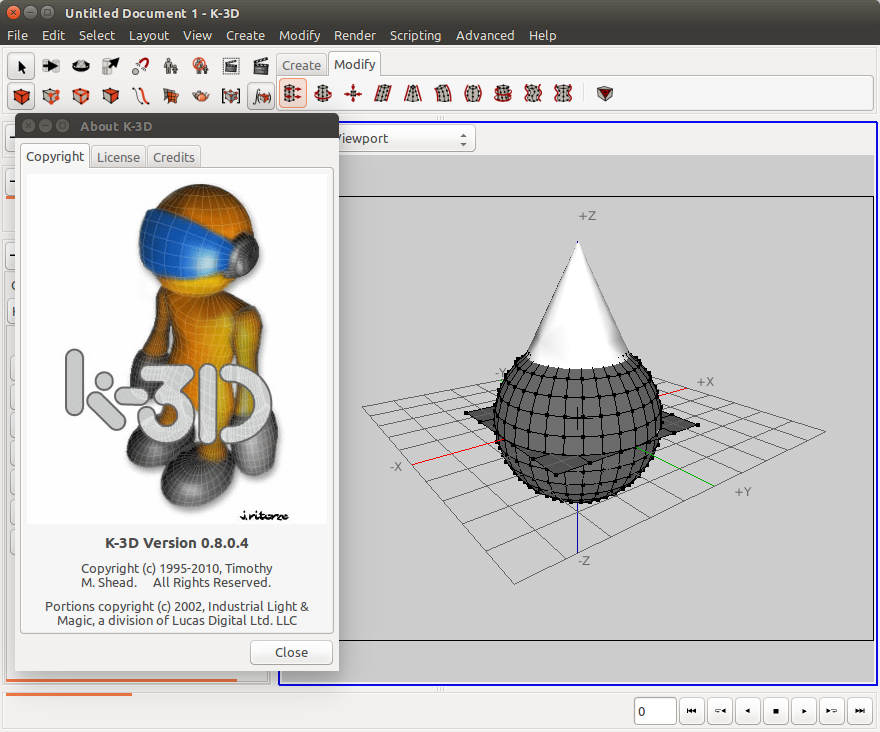 Untitled Document 1 - K-3D
File Edit Select Layout View Create Modify Render Scripting Advanced Help
Create Modify
About K-3D
Viewport
Copyright License Credits
+Z
+X
-X
+Y
-Z
K-3D
K-3D Version 0.8.0.4
Copyright (c) 1995-2010, Timothy
M. Shead. All Rights Reserved.
Portions copyright (c) 2002, Industrial Light &
Magic, a division of Lucas Digital Ltd. LLC
Close
0